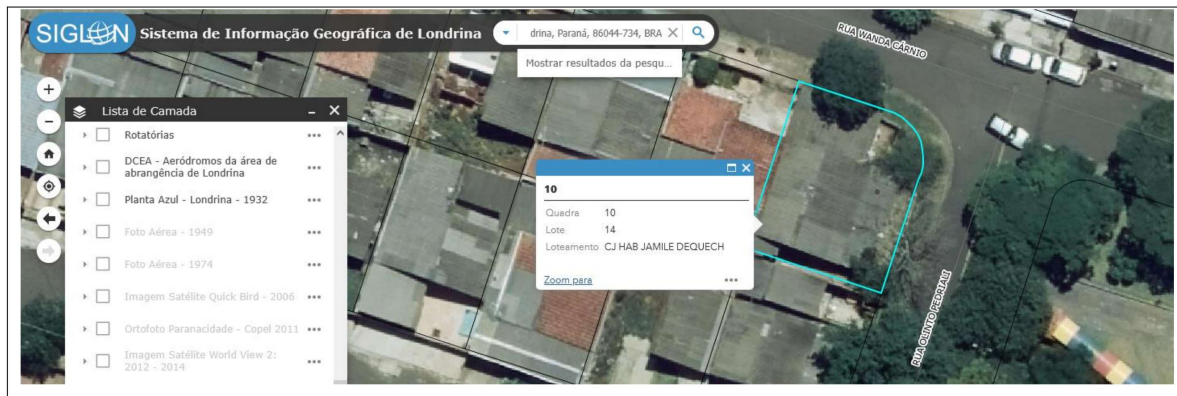 SIGLON Sistema de Informação Geográfica de Londrina
drina, Paraná, 86044-734, BRA
Mostrar resultados da pesqu...
RUA WANDA CÁRNIO
Lista de Camada
Rotatórias
DCEA - Aeródromos da área de
abrangência de Londrina
Planta Azul - Londrina - 1932
Foto Aérea - 1949
Foto Aérea - 1974
Imagem Satélite Quick Bird - 2006
Ortofoto Paranacidade - Copel 2011
Imagem Satélite World View 2:
2012 - 2014
10
Quadra 10
Lote 14
Loteamento CJ HAB JAMILE DEQUECH
Zoom para
RUA OLINTO PEDRIALI